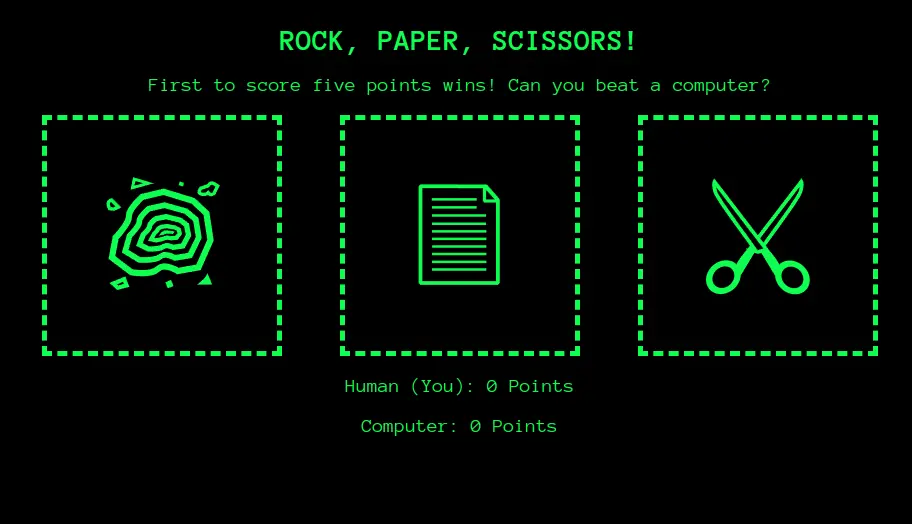 ROCK, PAPER, SCISSORS!
First to score five points wins! Can you beat a computer?
Human (You): 0 Points
Computer: 0 Points